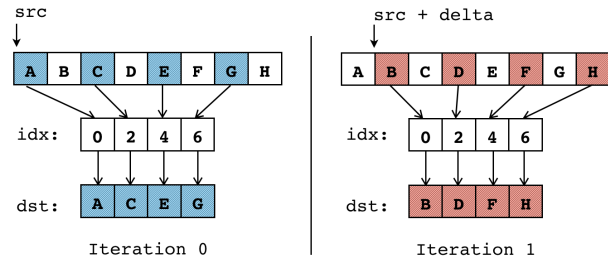 src
A B C D E F G H
idx: 0 2 4 6
dst: A C E G
Iteration 0
src + delta
A B C D E F G H
idx: 0 2 4 6
dst: B D F H
Iteration 1